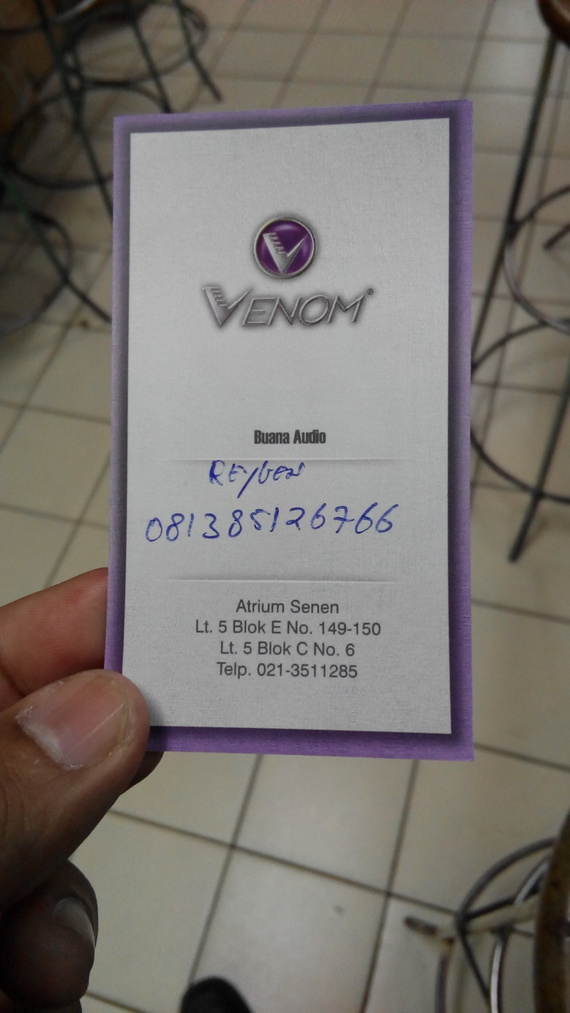 VENOM®
Buana Audio
081385126766
Atrium Senen
Lt. 5 Blok E No. 149-150
Lt. 5 Blok C No. 6
Telp. 021-3511285